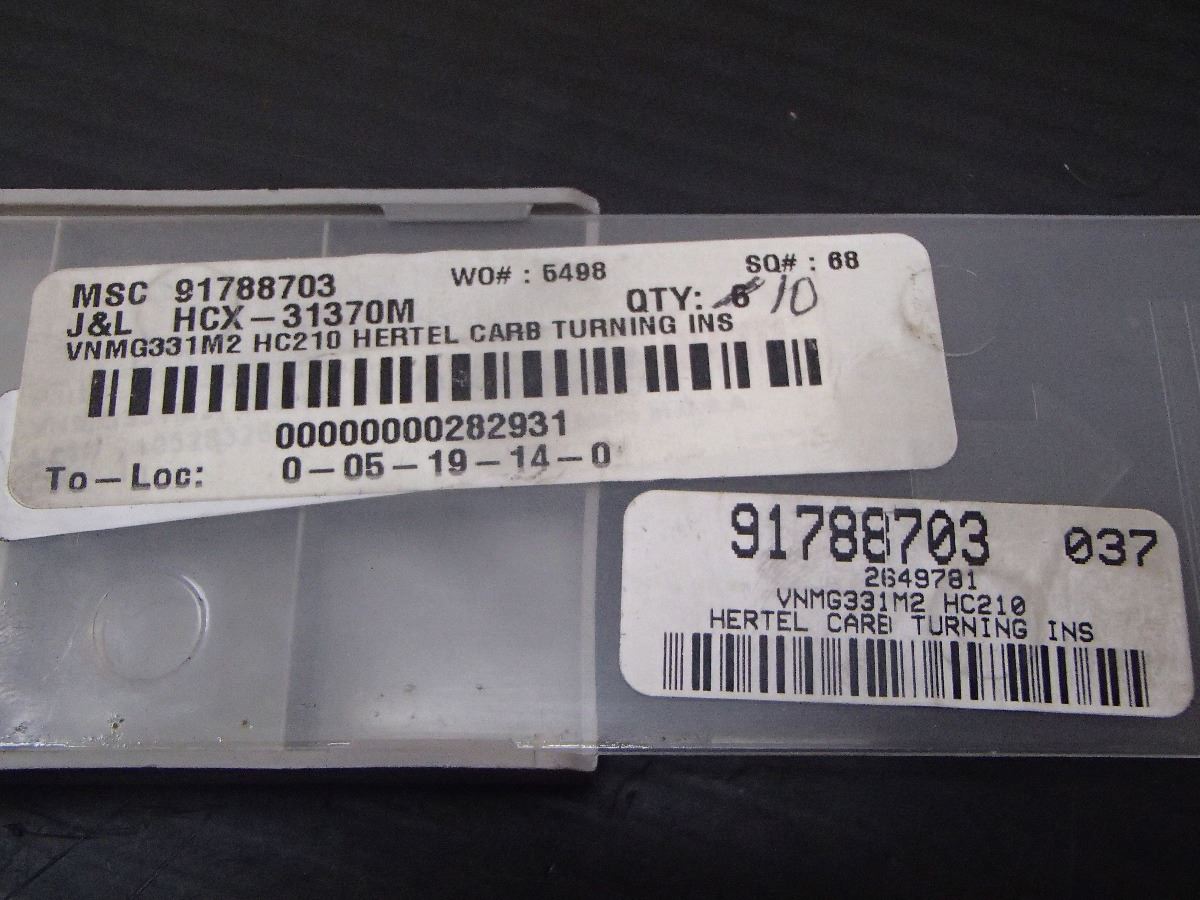 MSC 91788703 WO# : 5498 SQ# : 68
J&L HCX-31370M QTY: 6 10
VNMG331M2 HC210 HERTEL CARB TURNING INS
00000000282931
To-Loc: 0-05-19-14-0
91788703 037
2649781
VNMG331M2 HC210
HERTEL CARB TURNING INS